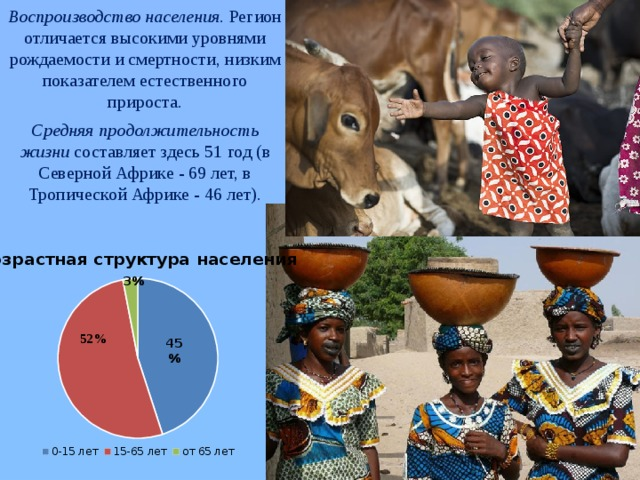 Воспроизводство населения. Регион
отличается высокими уровнями
рождаемости и смертности, низким
показателем естественного
прироста.
Средняя продолжительность
жизни составляет здесь 51 год (в
Северной Африке - 69 лет, в
Тропической Африке - 46 лет).
озрастная структура населения
3%
52%
45
%
0-15 лет 15-65 лет от 65 лет